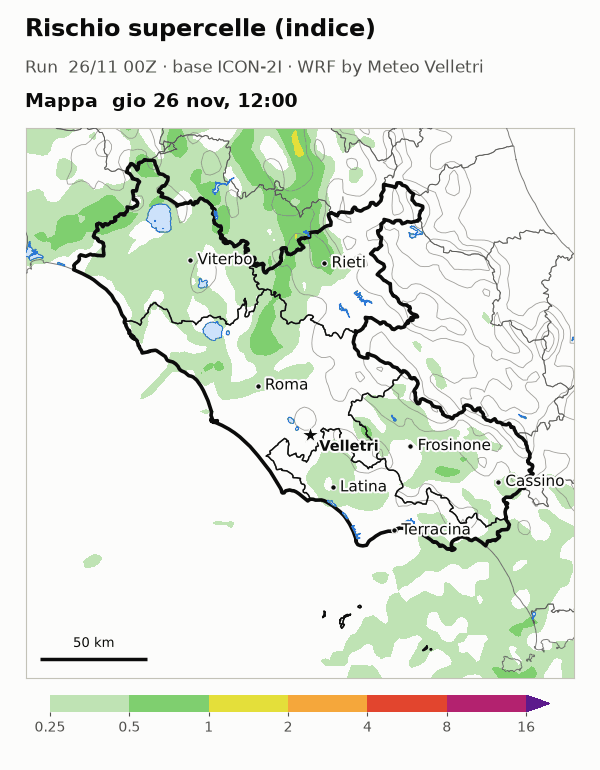 Rischio supercelle (indice)
Run  26/11 00Z · base ICON-2I · WRF by Meteo Velletri
Mappa  gio 26 nov, 12:00
Viterbo
Rieti
Roma
Velletri
Frosinone
Cassino
Latina
Terracina
50 km
0.25 0.5 1 2 4 8 16